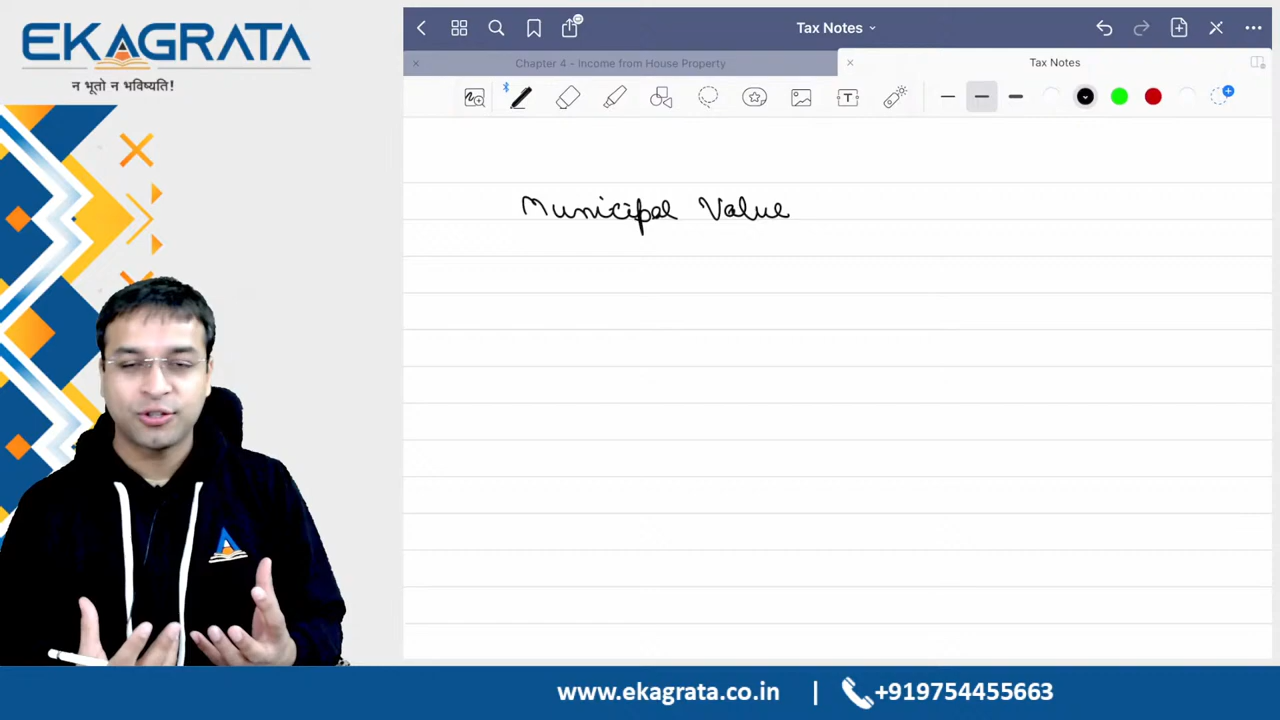 EKAGRATA
न भूतो न भविष्यति!
Tax Notes
Chapter 4 - Income from House Property
Tax Notes
T
Municipal Value
www.ekagrata.co.in | +919754455663